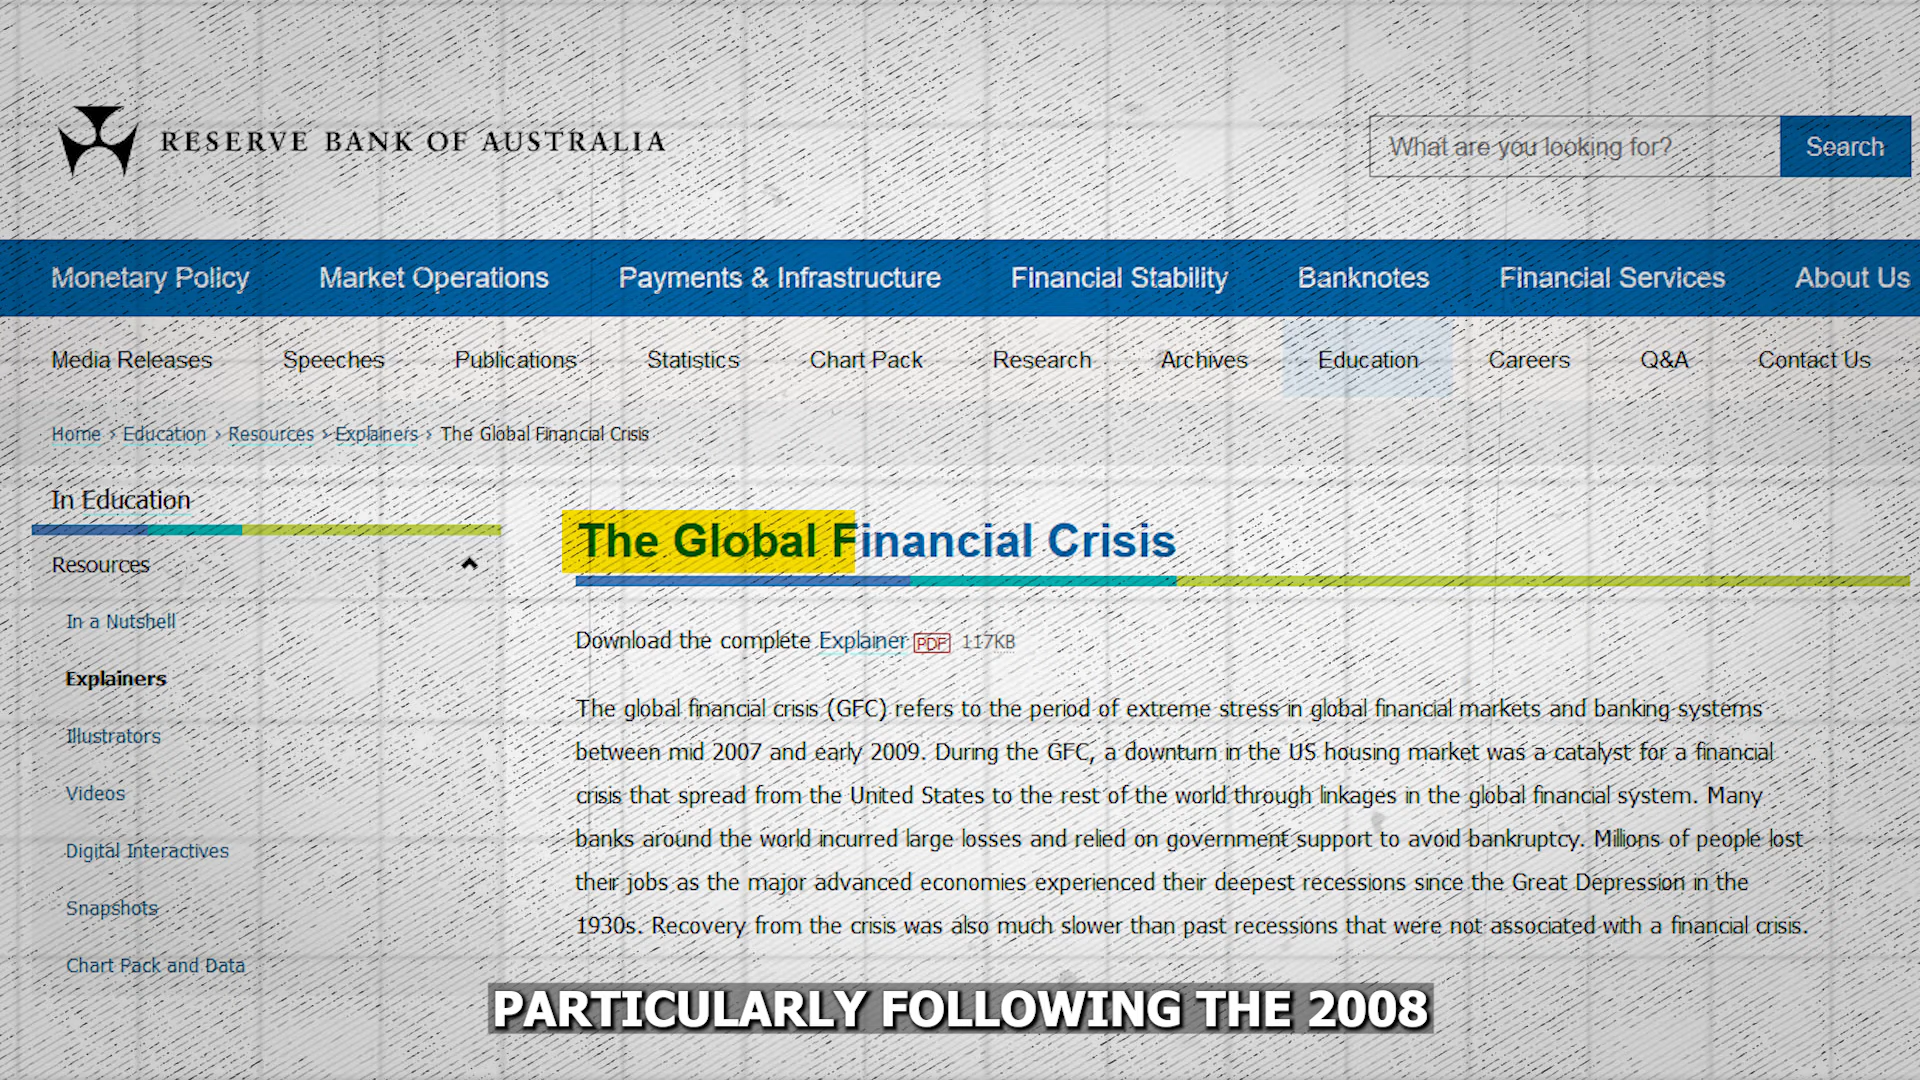 RESERVE BANK OF AUSTRALIA
What are you looking for?
Search
Monetary Policy Market Operations Payments & Infrastructure Financial Stability Banknotes Financial Services About Us
Media Releases Speeches Publications Statistics Chart Pack Research Archives Education Careers Q&A Contact Us
Home › Education › Resources › Explainers › The Global Financial Crisis
In Education
Resources
In a Nutshell
Explainers
Illustrators
Videos
Digital Interactives
Snapshots
Chart Pack and Data
The Global Financial Crisis
Download the complete Explainer PDF 117KB
The global financial crisis (GFC) refers to the period of extreme stress in global financial markets and banking systems
between mid 2007 and early 2009. During the GFC, a downturn in the US housing market was a catalyst for a financial
crisis that spread from the United States to the rest of the world through linkages in the global financial system. Many
banks around the world incurred large losses and relied on government support to avoid bankruptcy. Millions of people lost
their jobs as the major advanced economies experienced their deepest recessions since the Great Depression in the
1930s. Recovery from the crisis was also much slower than past recessions that were not associated with a financial crisis.
PARTICULARLY FOLLOWING THE 2008